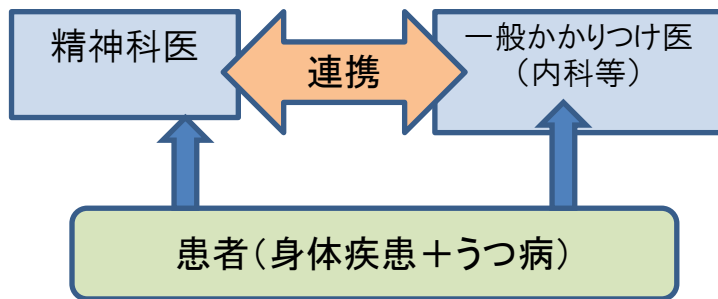 精神科医
連携
一般かかりつけ医
（内科等）
患者（身体疾患＋うつ病）